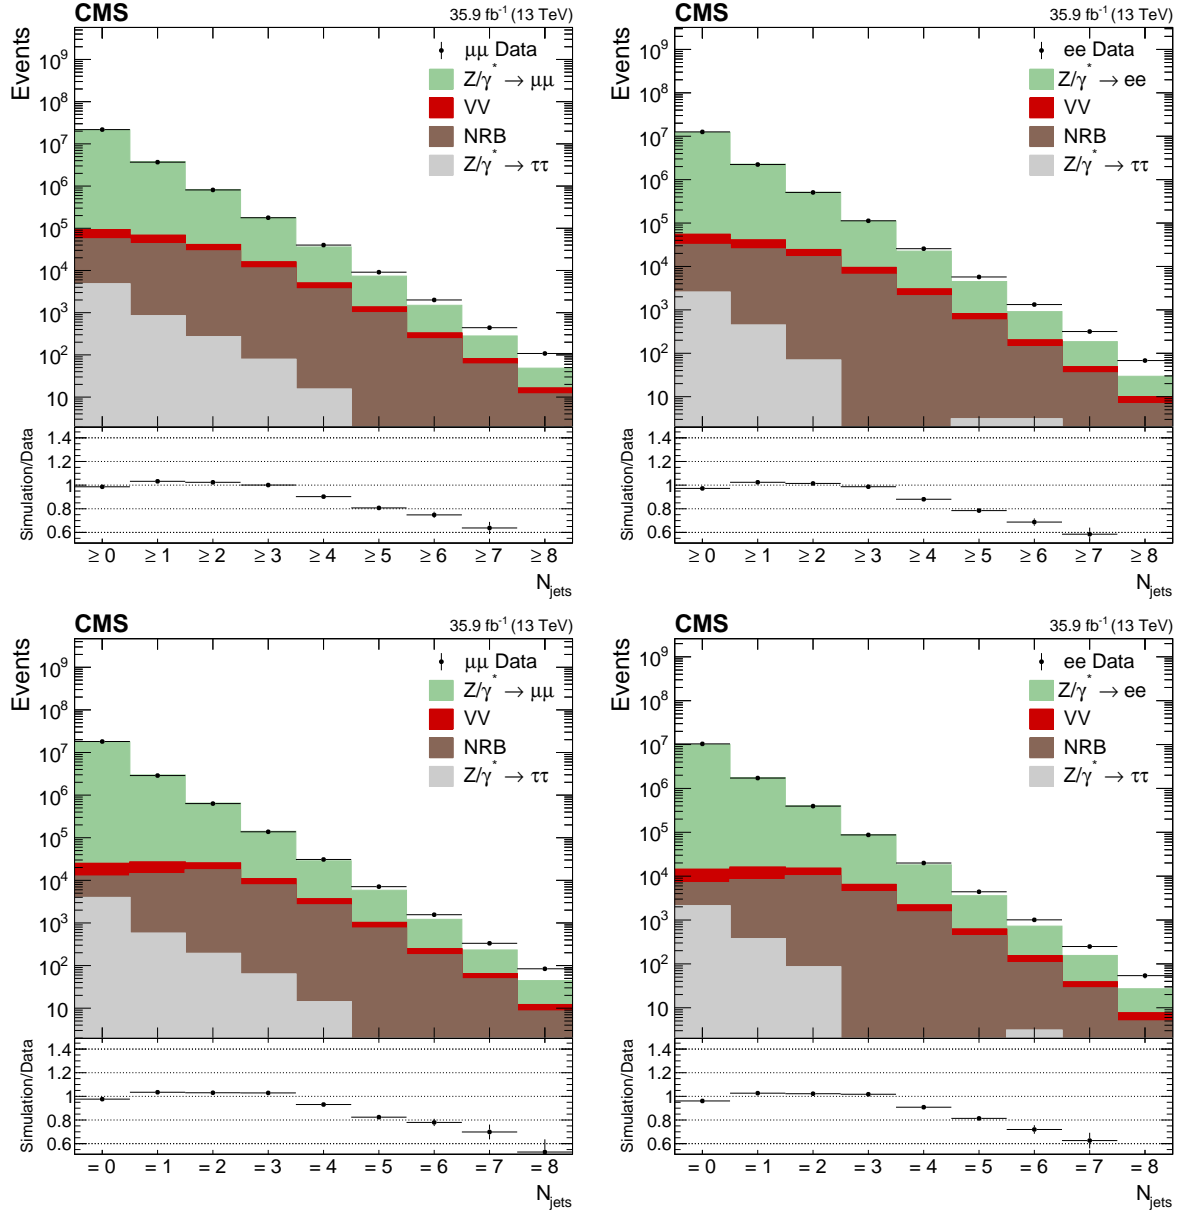 CMS
35.9 fb⁻¹ (13 TeV)
Events
10⁹
10⁸
10⁷
10⁶
10⁵
10⁴
10³
10²
10
μμ Data
Z/γ* → μμ
VV
NRB
Z/γ* → ττ
Simulation/Data
1.4
1.2
1
0.8
0.6
≥ 0 ≥ 1 ≥ 2 ≥ 3 ≥ 4 ≥ 5 ≥ 6 ≥ 7 ≥ 8
N_jets
CMS
35.9 fb⁻¹ (13 TeV)
Events
10⁹
10⁸
10⁷
10⁶
10⁵
10⁴
10³
10²
10
ee Data
Z/γ* → ee
VV
NRB
Z/γ* → ττ
Simulation/Data
1.4
1.2
1
0.8
0.6
≥ 0 ≥ 1 ≥ 2 ≥ 3 ≥ 4 ≥ 5 ≥ 6 ≥ 7 ≥ 8
N_jets
CMS
35.9 fb⁻¹ (13 TeV)
Events
10⁹
10⁸
10⁷
10⁶
10⁵
10⁴
10³
10²
10
μμ Data
Z/γ* → μμ
VV
NRB
Z/γ* → ττ
Simulation/Data
1.4
1.2
1
0.8
0.6
= 0 = 1 = 2 = 3 = 4 = 5 = 6 = 7 = 8
N_jets
CMS
35.9 fb⁻¹ (13 TeV)
Events
10⁹
10⁸
10⁷
10⁶
10⁵
10⁴
10³
10²
10
ee Data
Z/γ* → ee
VV
NRB
Z/γ* → ττ
Simulation/Data
1.4
1.2
1
0.8
0.6
= 0 = 1 = 2 = 3 = 4 = 5 = 6 = 7 = 8
N_jets